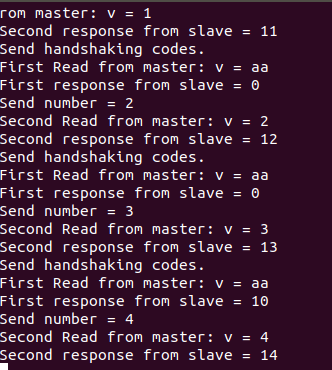 rom master: v = 1
Second response from slave = 11
Send handshaking codes.
First Read from master: v = aa
First response from slave = 0
Send number = 2
Second Read from master: v = 2
Second response from slave = 12
Send handshaking codes.
First Read from master: v = aa
First response from slave = 0
Send number = 3
Second Read from master: v = 3
Second response from slave = 13
Send handshaking codes.
First Read from master: v = aa
First response from slave = 10
Send number = 4
Second Read from master: v = 4
Second response from slave = 14